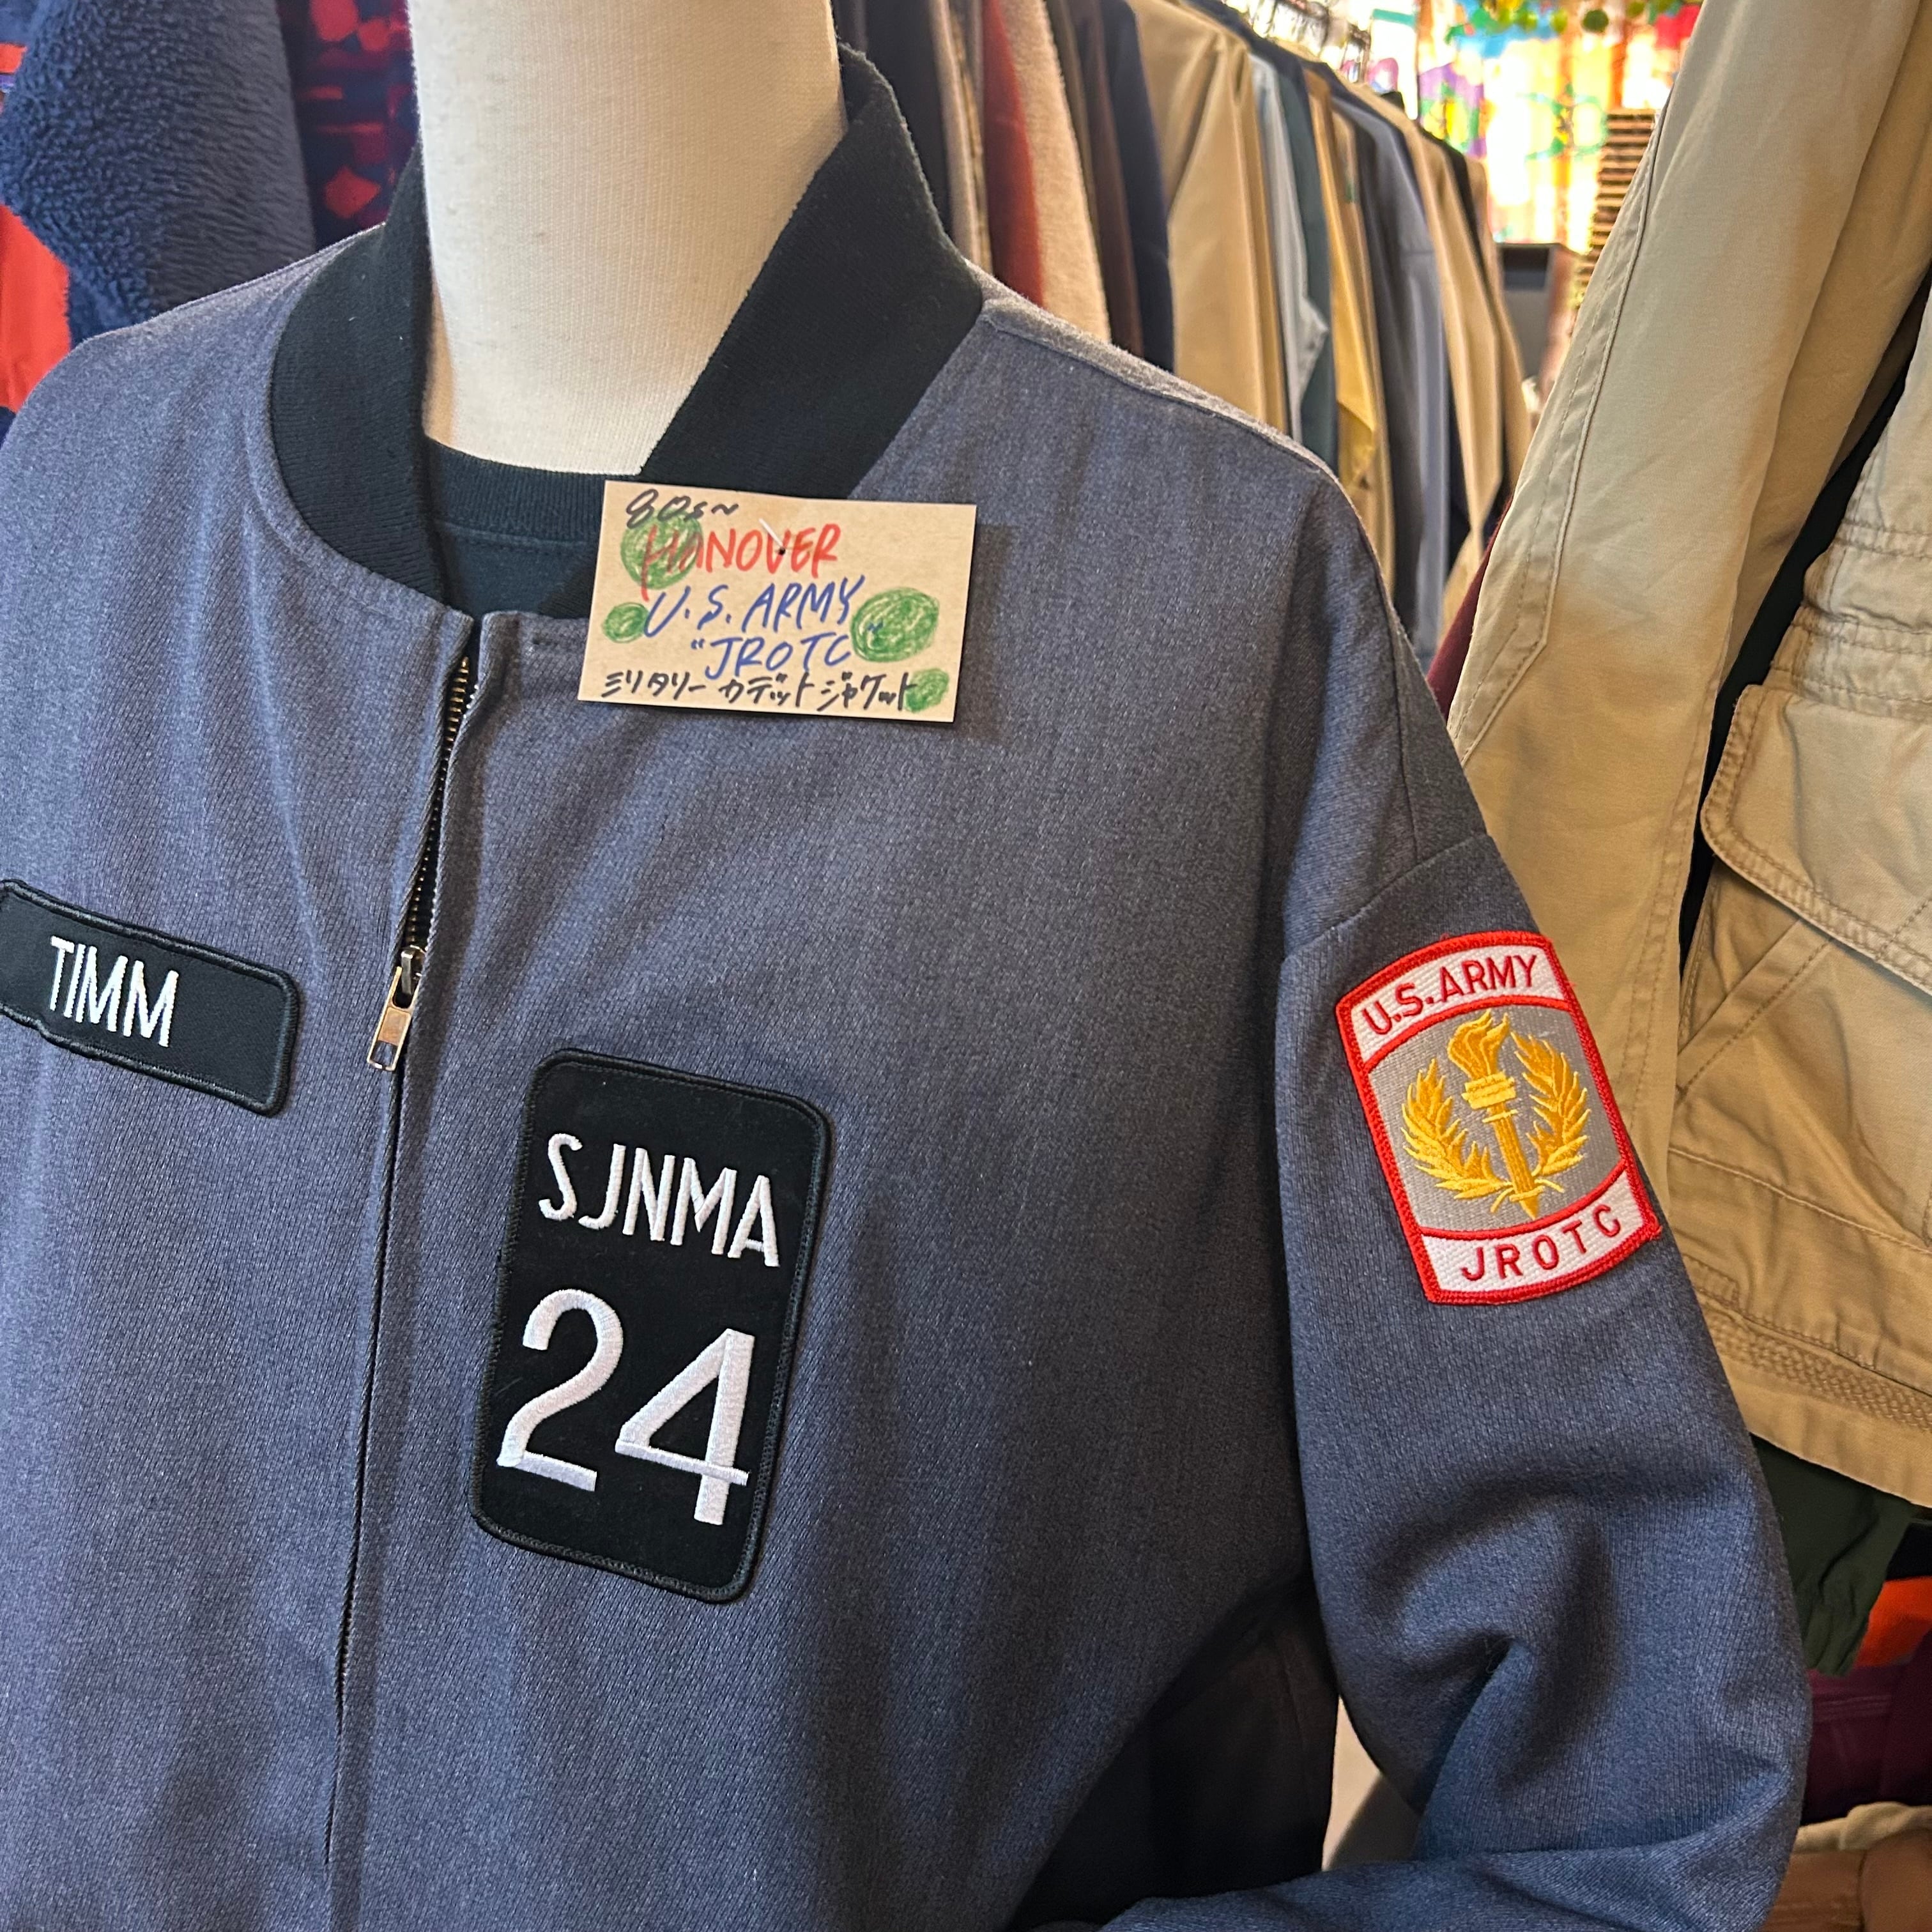 80s~
HANOVER
U.S. ARMY
"JROTC"
ミリタリー カデットジャケット
TIMM
SJNMA
24
U.S.ARMY
JROTC